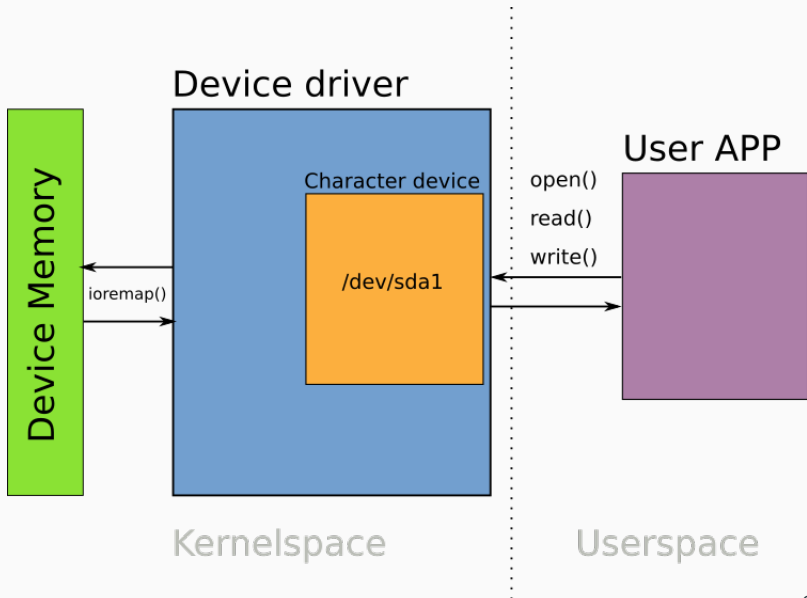 Device driver
User APP
Character device
open()
read()
write()
/dev/sda1
ioremap()
Device Memory
Kernelspace
Userspace